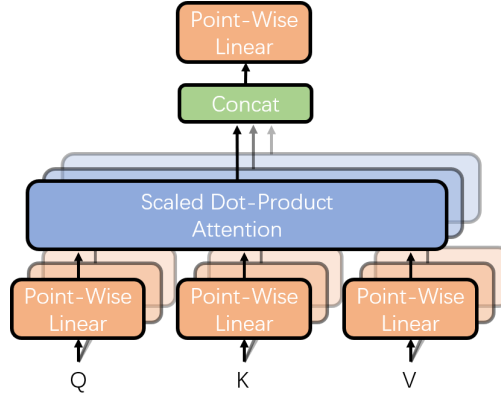 Point-Wise
Linear
Concat
Scaled Dot-Product
Attention
Point-Wise
Linear
Point-Wise
Linear
Point-Wise
Linear
Q
K
V